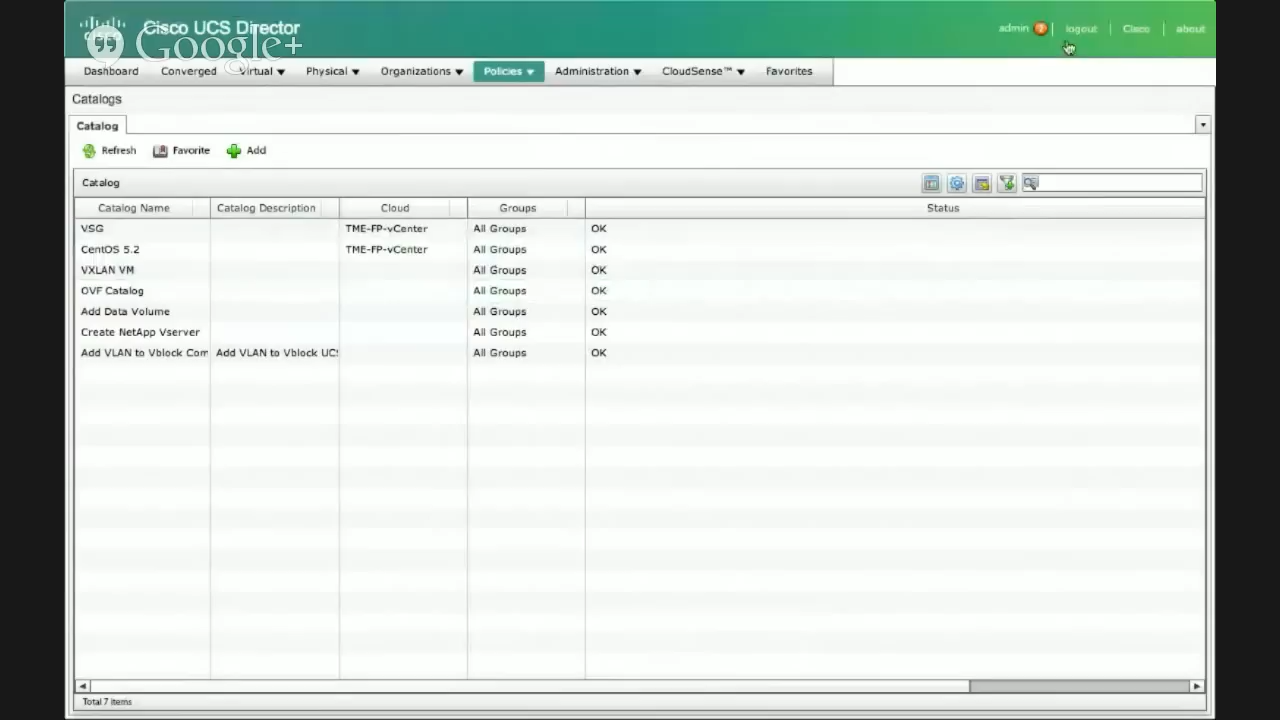 Cisco UCS Director
Google+
admin logout Cisco about
Dashboard Converged Virtual Physical Organizations Policies Administration CloudSense™ Favorites
Catalogs
Catalog
Refresh Favorite Add
Catalog
Catalog Name Catalog Description Cloud Groups Status
VSG TME-FP-vCenter All Groups OK
CentOS 5.2 TME-FP-vCenter All Groups OK
VXLAN VM All Groups OK
OVF Catalog All Groups OK
Add Data Volume All Groups OK
Create NetApp Vserver All Groups OK
Add VLAN to Vblock Com Add VLAN to Vblock UCS All Groups OK
Total 7 items